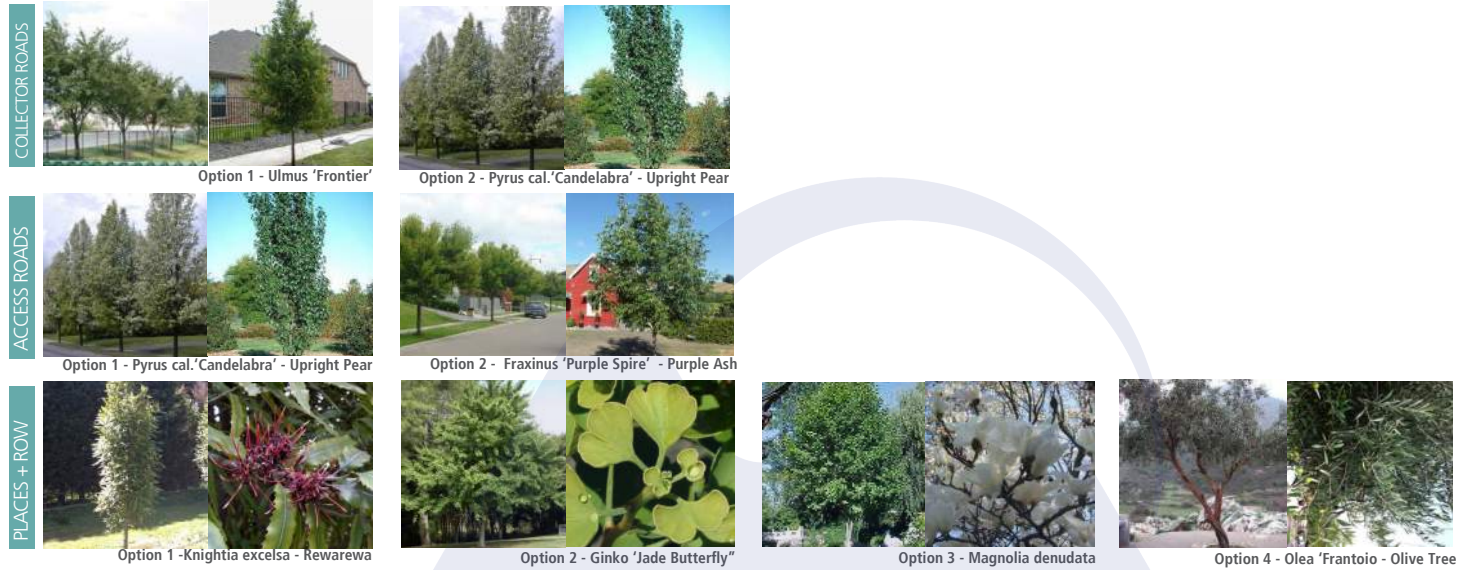 COLLECTOR ROADS
Option 1 - Ulmus ‘Frontier’
Option 2 - Pyrus cal.‘Candelabra’ - Upright Pear
ACCESS ROADS
Option 1 - Pyrus cal.‘Candelabra’ - Upright Pear
Option 2 - Fraxinus ‘Purple Spire’ - Purple Ash
PLACES + ROW
Option 1 -Knightia excelsa - Rewarewa
Option 2 - Ginko ‘Jade Butterfly”
Option 3 - Magnolia denudata
Option 4 - Olea ‘Frantoio - Olive Tree